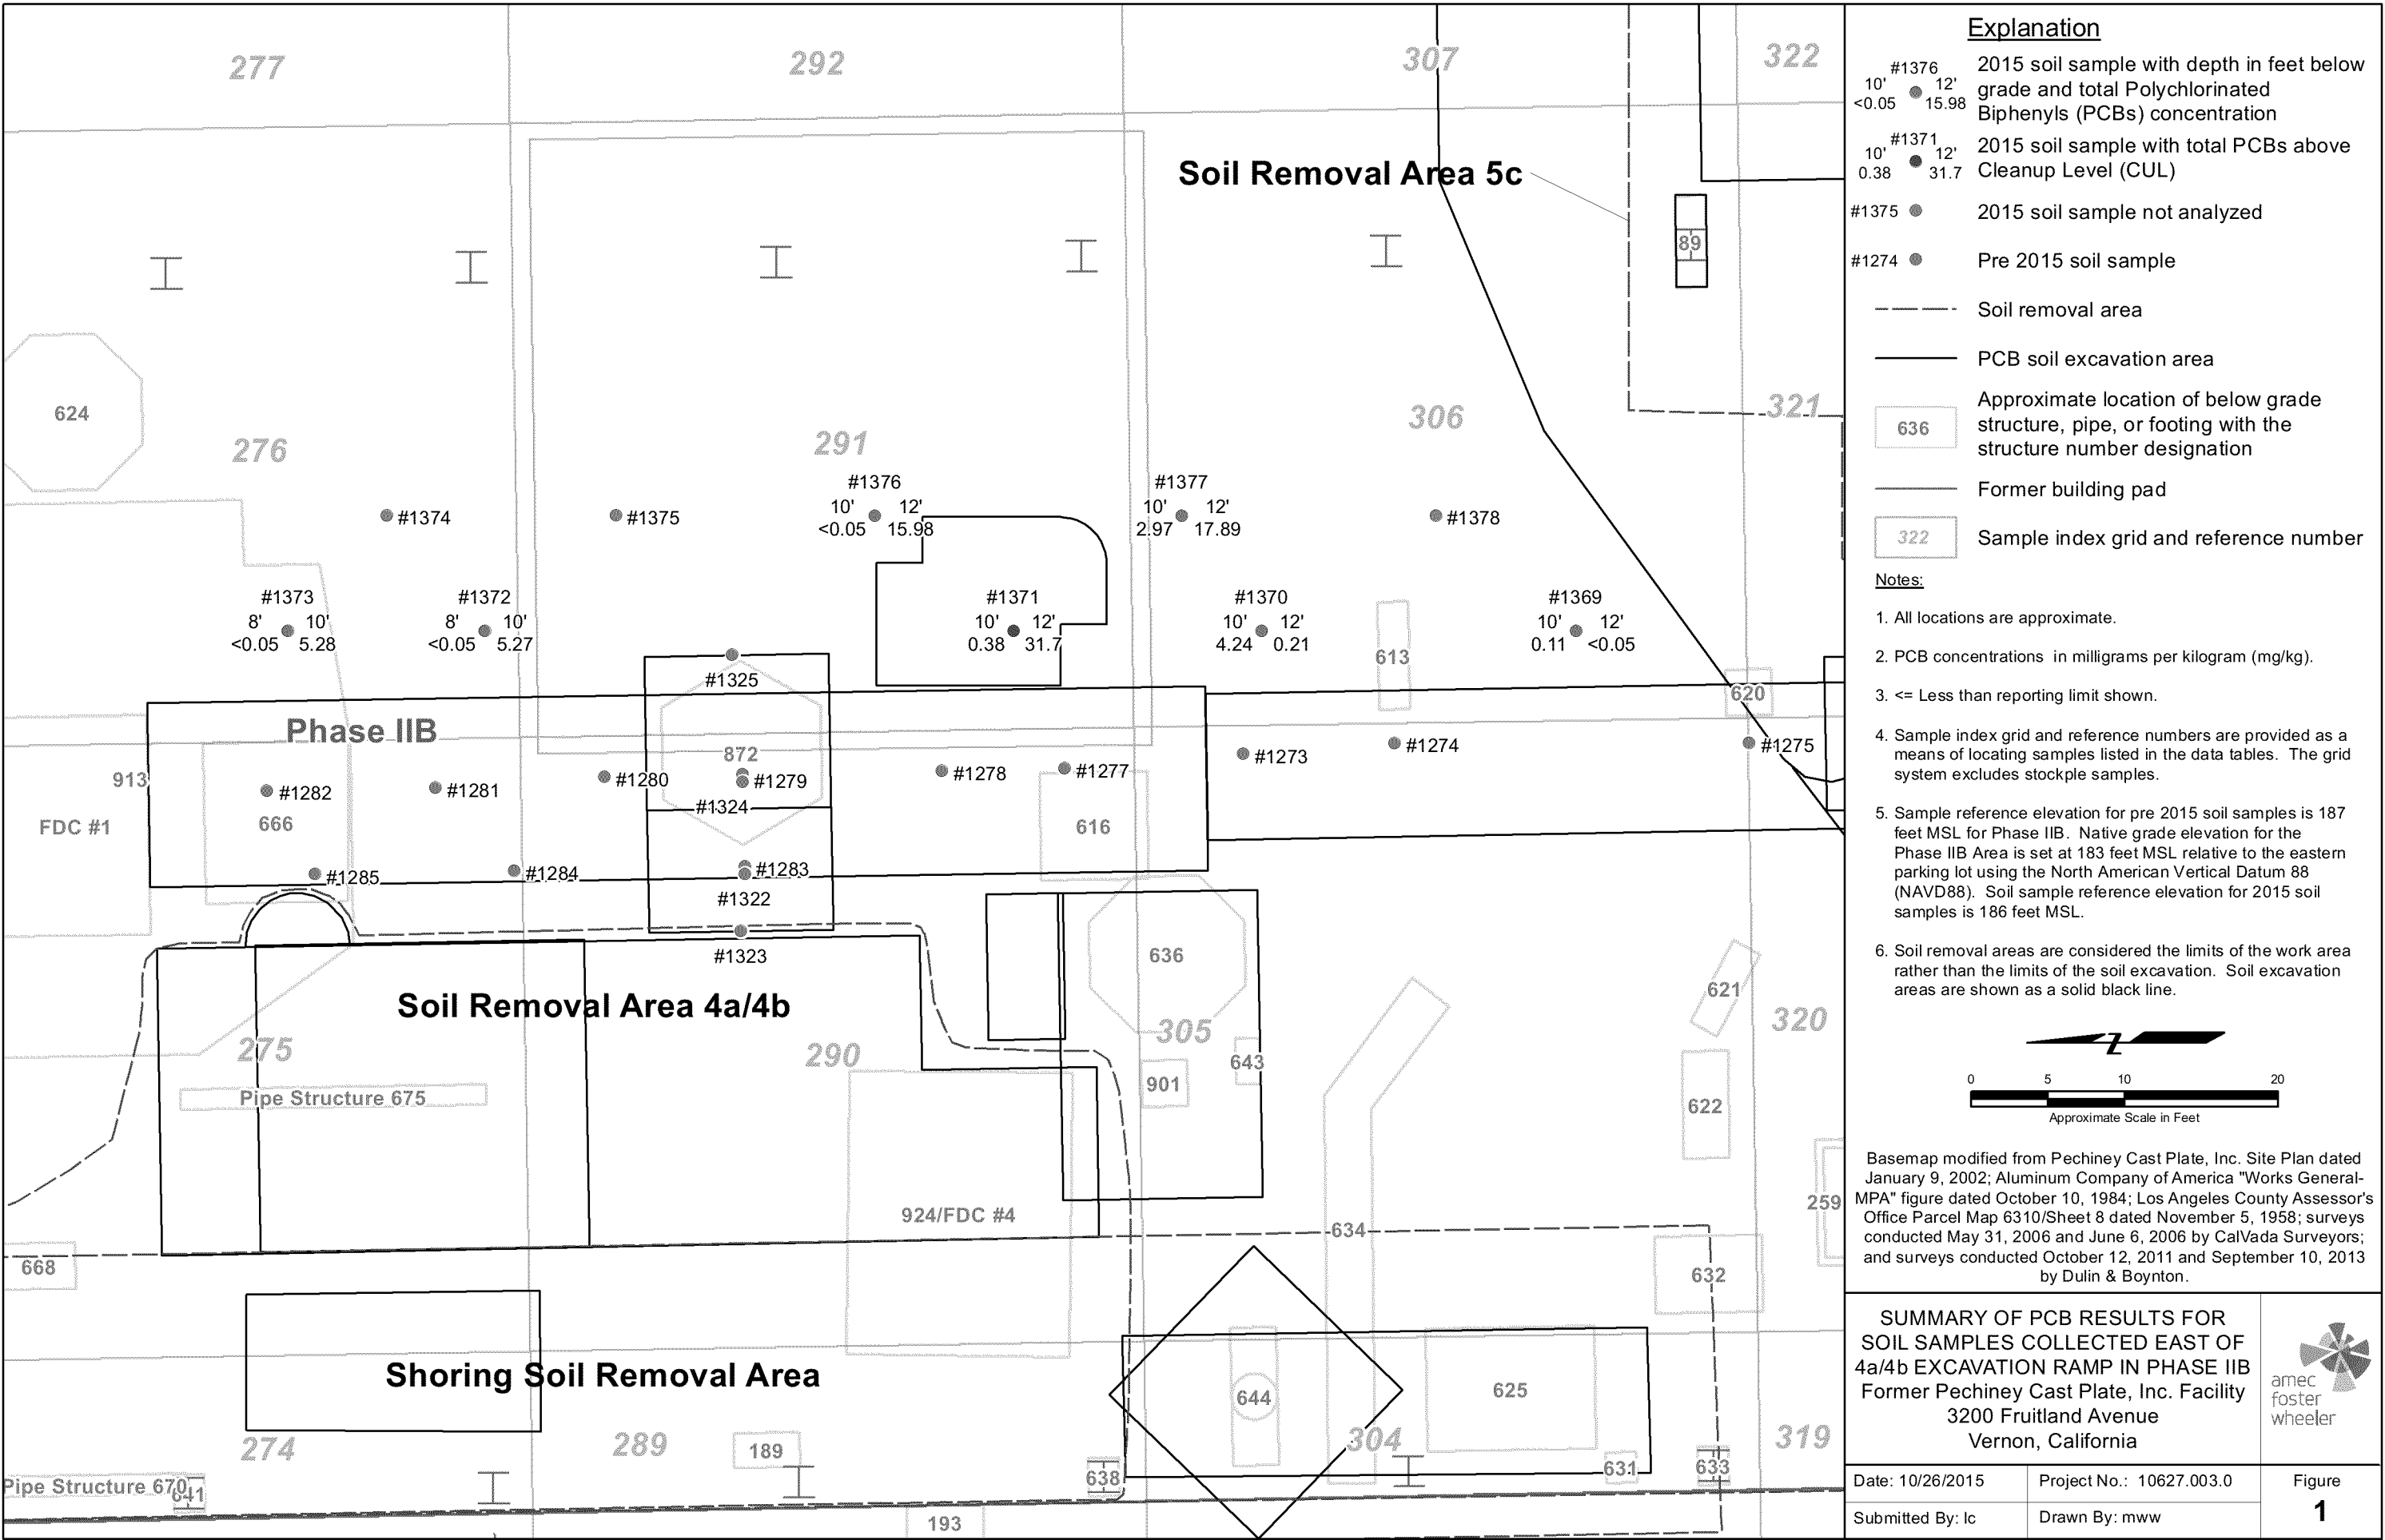 277
292
307
322
Soil Removal Area 5c
89
624
276
291
306
321
#1374
#1375
#1376
10' 12'
<0.05 15.98
#1377
10' 12'
2.97 17.89
#1378
#1373
8' 10'
<0.05 5.28
#1372
8' 10'
<0.05 5.27
#1371
10' 12'
0.38 31.7
#1370
10' 12'
4.24 0.21
613
#1369
10' 12'
0.11 <0.05
#1325
620
Phase IIB
872
913
#1282
#1281
#1280
#1279
#1278
#1277
#1273
#1274
#1275
#1324
FDC #1
666
616
#1285
#1284
#1283
#1322
#1323
636
Soil Removal Area 4a/4b
621
275
290
305
320
643
Pipe Structure 675
901
622
259
924/FDC #4
634
668
632
Shoring Soil Removal Area
644
625
274
289
189
304
319
638
631
633
Pipe Structure 670
641
193
Explanation
#1376
10' 12'
<0.05 15.98
2015 soil sample with depth in feet below
grade and total Polychlorinated
Biphenyls (PCBs) concentration
#1371
10' 12'
0.38 31.7
2015 soil sample with total PCBs above
Cleanup Level (CUL)
#1375 2015 soil sample not analyzed
#1274 Pre 2015 soil sample
Soil removal area
PCB soil excavation area
636
Approximate location of below grade
structure, pipe, or footing with the
structure number designation
Former building pad
322 Sample index grid and reference number
Notes:
1. All locations are approximate.
2. PCB concentrations in milligrams per kilogram (mg/kg).
3. <= Less than reporting limit shown.
4. Sample index grid and reference numbers are provided as a
means of locating samples listed in the data tables. The grid
system excludes stockple samples.
5. Sample reference elevation for pre 2015 soil samples is 187
feet MSL for Phase IIB. Native grade elevation for the
Phase IIB Area is set at 183 feet MSL relative to the eastern
parking lot using the North American Vertical Datum 88
(NAVD88). Soil sample reference elevation for 2015 soil
samples is 186 feet MSL.
6. Soil removal areas are considered the limits of the work area
rather than the limits of the soil excavation. Soil excavation
areas are shown as a solid black line.
Z
0 5 10 20
Approximate Scale in Feet
Basemap modified from Pechiney Cast Plate, Inc. Site Plan dated
January 9, 2002; Aluminum Company of America "Works General-
MPA" figure dated October 10, 1984; Los Angeles County Assessor's
Office Parcel Map 6310/Sheet 8 dated November 5, 1958; surveys
conducted May 31, 2006 and June 6, 2006 by CalVada Surveyors;
and surveys conducted October 12, 2011 and September 10, 2013
by Dulin & Boynton.
SUMMARY OF PCB RESULTS FOR
SOIL SAMPLES COLLECTED EAST OF
4a/4b EXCAVATION RAMP IN PHASE IIB
Former Pechiney Cast Plate, Inc. Facility
3200 Fruitland Avenue
Vernon, California
amec
foster
wheeler
Date: 10/26/2015
Project No.: 10627.003.0
Figure
1
Submitted By: lc
Drawn By: mww